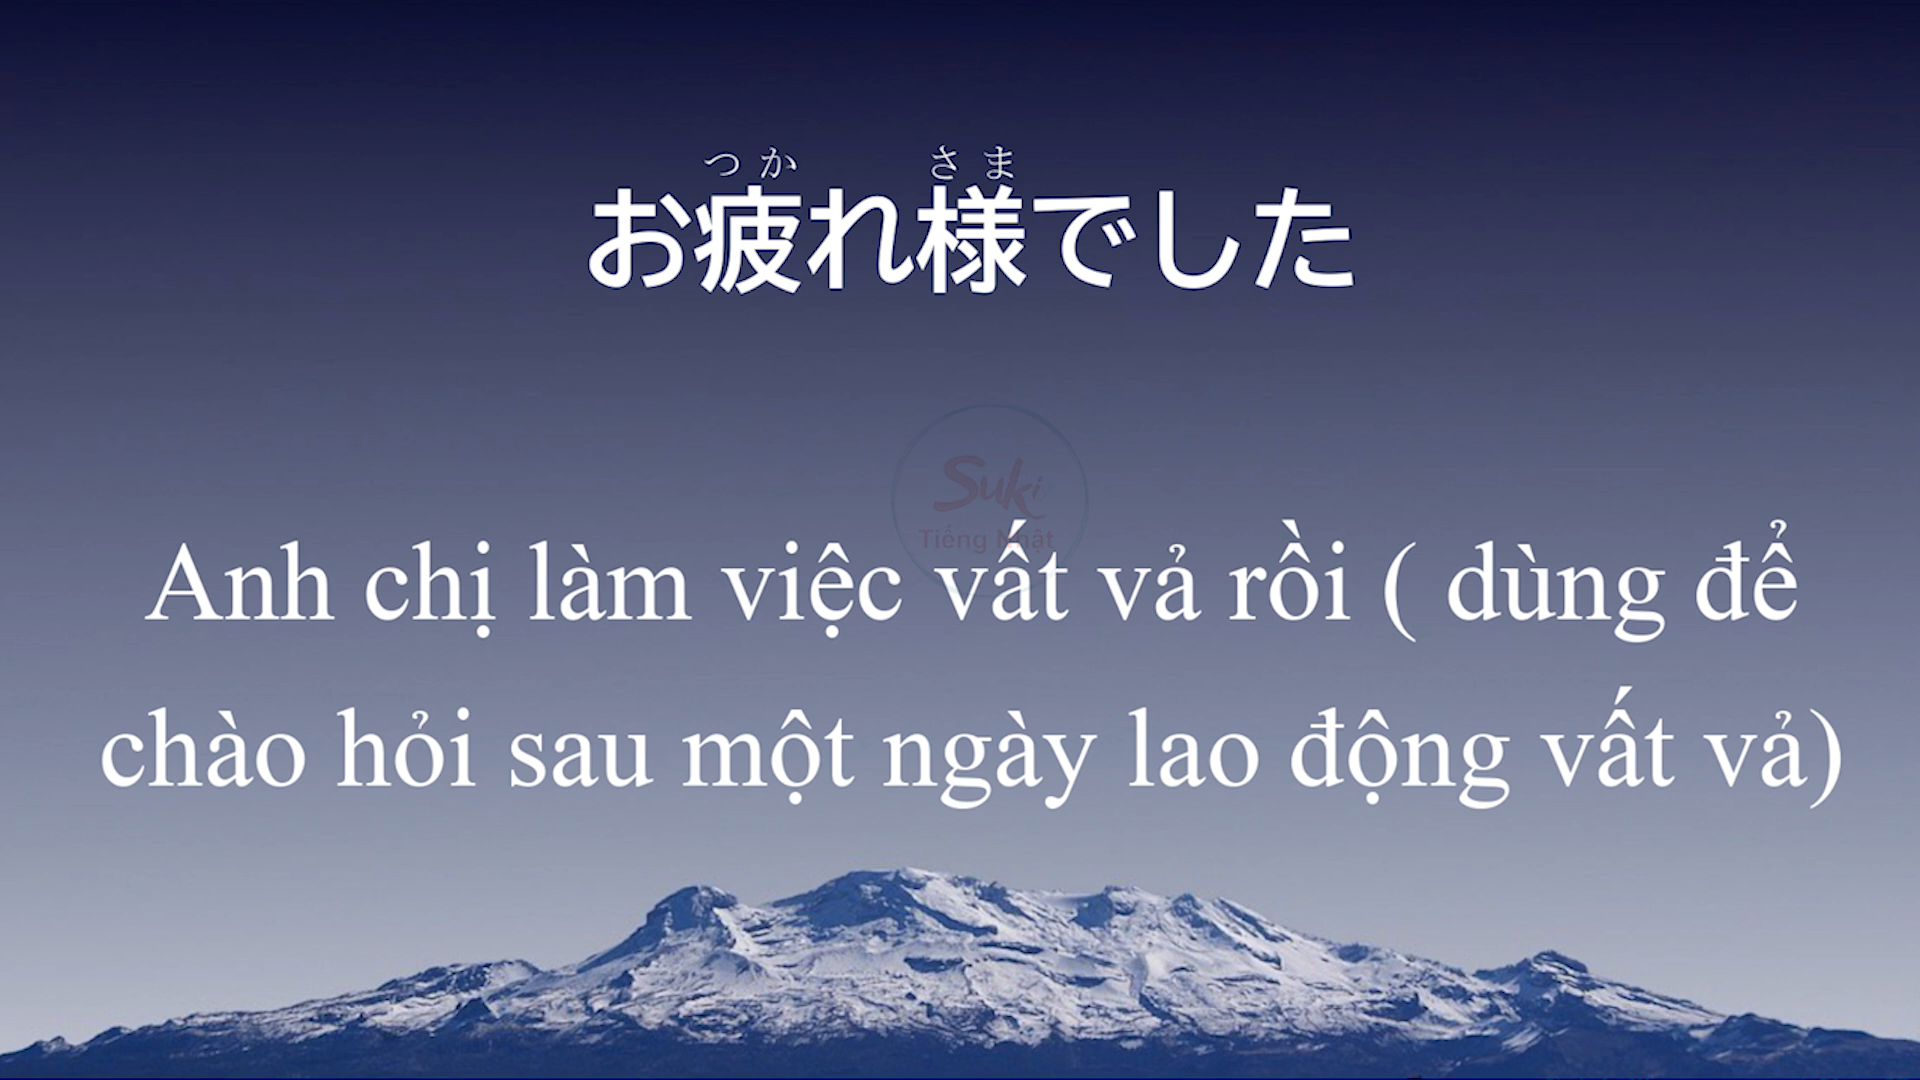 つか さま
お疲れ様でした
Suki
Tiếng Nhật
Anh chị làm việc vất vả rồi ( dùng để
chào hỏi sau một ngày lao động vất vả)